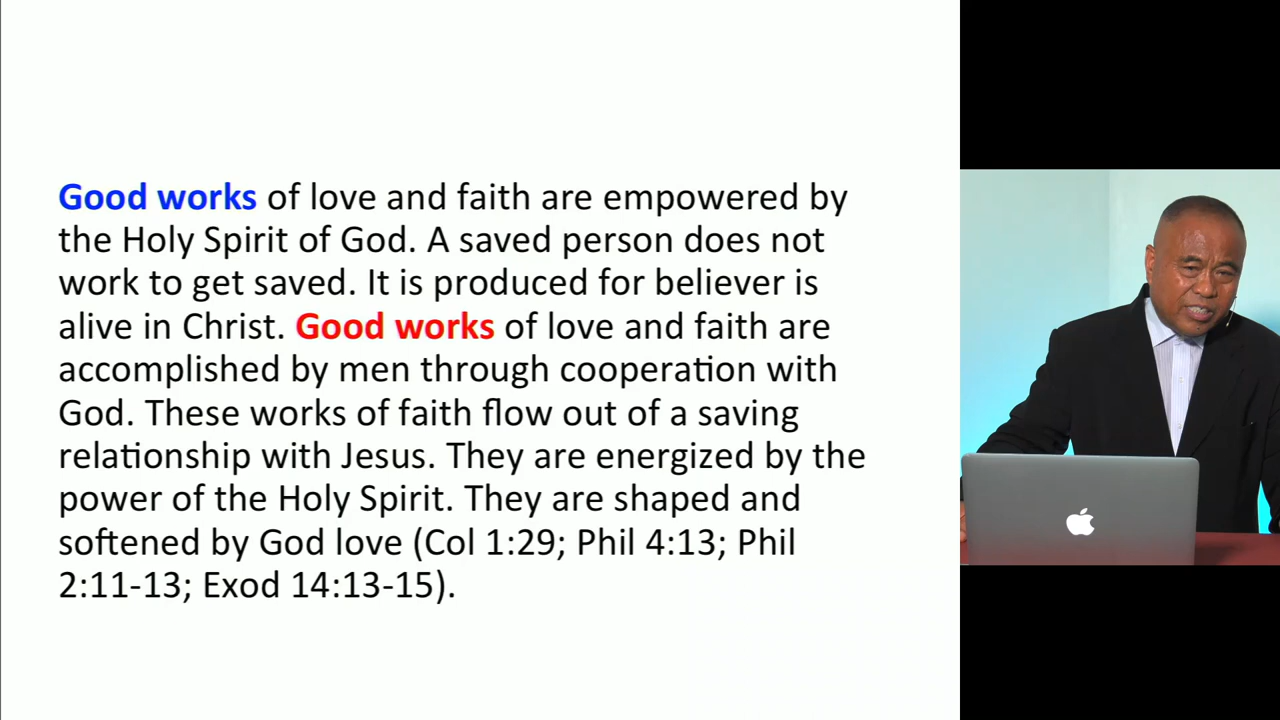 Good works of love and faith are empowered by
the Holy Spirit of God. A saved person does not
work to get saved. It is produced for believer is
alive in Christ. Good works of love and faith are
accomplished by men through cooperation with
God. These works of faith flow out of a saving
relationship with Jesus. They are energized by the
power of the Holy Spirit. They are shaped and
softened by God love (Col 1:29; Phil 4:13; Phil
2:11-13; Exod 14:13-15).